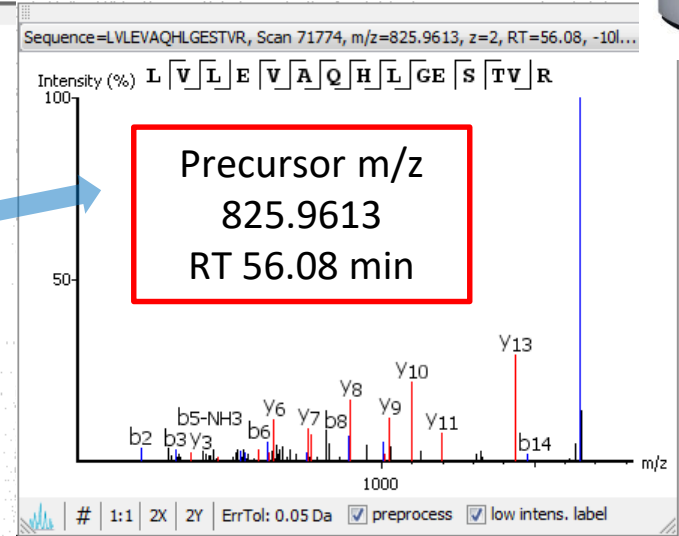 Sequence=LVLEVAQHLGESTVR, Scan 71774, m/z=825.9613, z=2, RT=56.08, -10l...
Intensity (%) L V L E V A Q H L GE S TV R
100
Precursor m/z
825.9613
RT 56.08 min
50
y13
y10
y8
y9
y6
y7
b8
y11
b5-NH3
b6
b2
b3
y3
b14
m/z
1000
# 1:1 2X 2Y ErrTol: 0.05 Da preprocess low intens. label